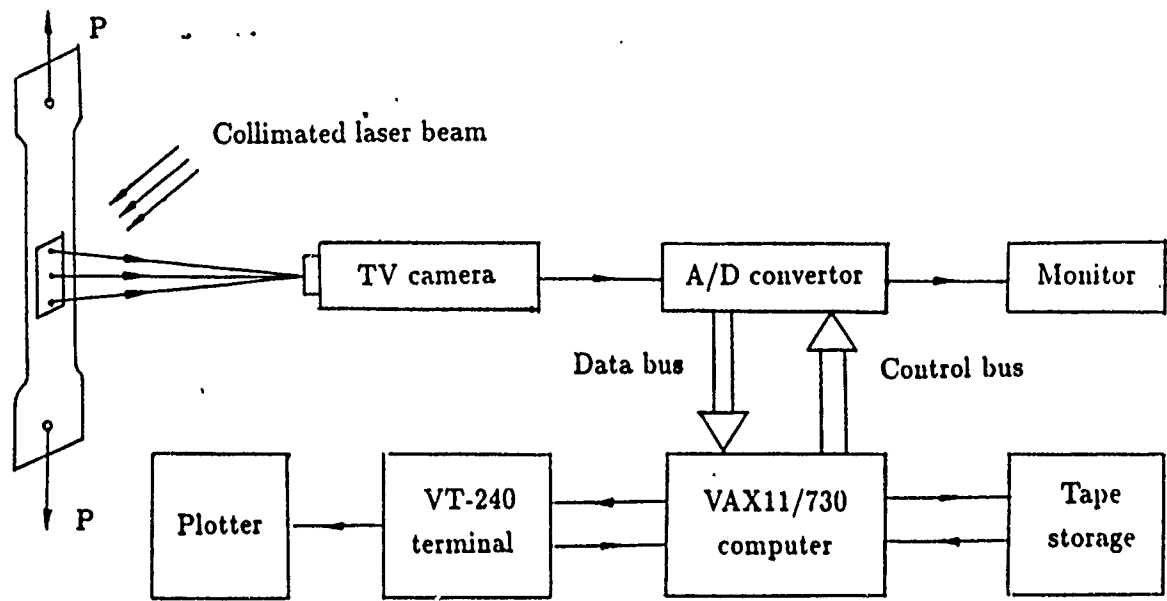 P
Collimated laser beam
TV camera
A/D convertor
Monitor
Data bus
Control bus
Plotter
VT-240
terminal
VAX11/730
computer
Tape
storage
P